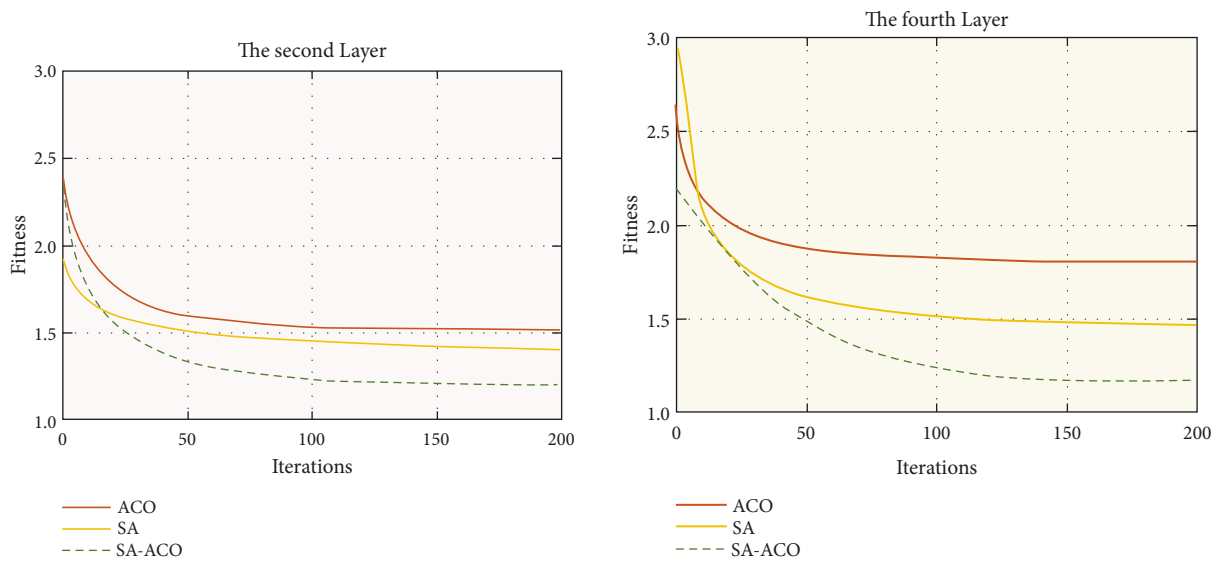 The second Layer
3.0
2.5
2.0
1.5
1.0
Fitness
0 50 100 150 200
Iterations
ACO
SA
SA-ACO
The fourth Layer
3.0
2.5
2.0
1.5
1.0
Fitness
0 50 100 150 200
Iterations
ACO
SA
SA-ACO